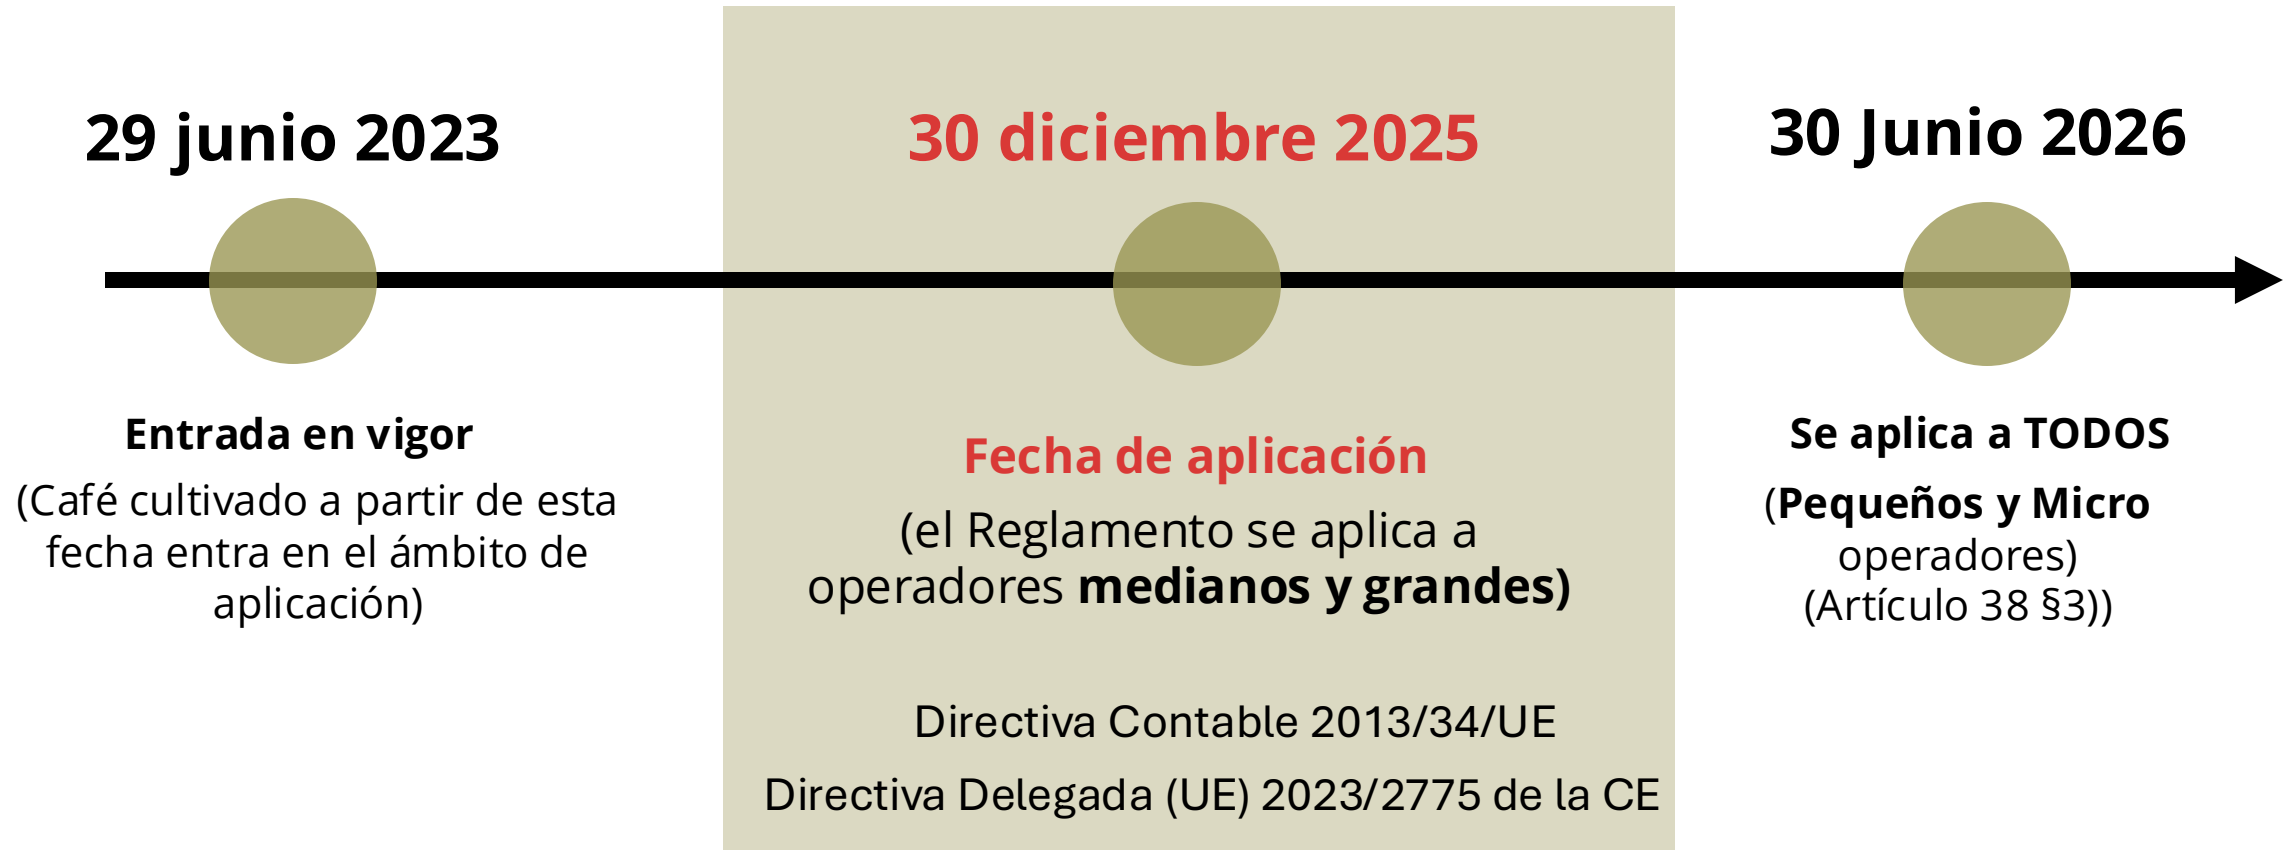 29 junio 2023
Entrada en vigor
(Café cultivado a partir de esta
fecha entra en el ámbito de
aplicación)
30 diciembre 2025
Fecha de aplicación
(el Reglamento se aplica a
operadores medianos y grandes)
Directiva Contable 2013/34/UE
Directiva Delegada (UE) 2023/2775 de la CE
30 Junio 2026
Se aplica a TODOS
(Pequeños y Micro
operadores)
(Artículo 38 §3))